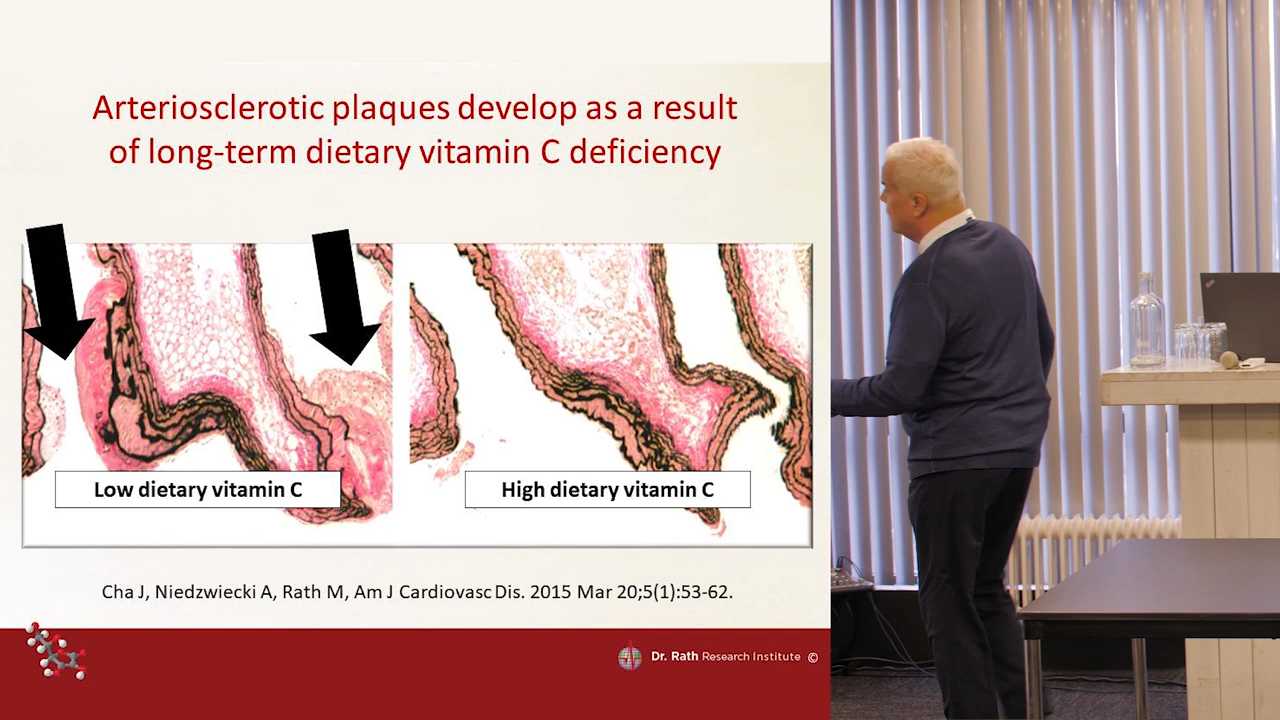 Arteriosclerotic plaques develop as a result
of long-term dietary vitamin C deficiency
Low dietary vitamin C
High dietary vitamin C
Cha J, Niedzwiecki A, Rath M, Am J Cardiovasc Dis. 2015 Mar 20;5(1):53-62.
Dr. Rath Research Institute ©